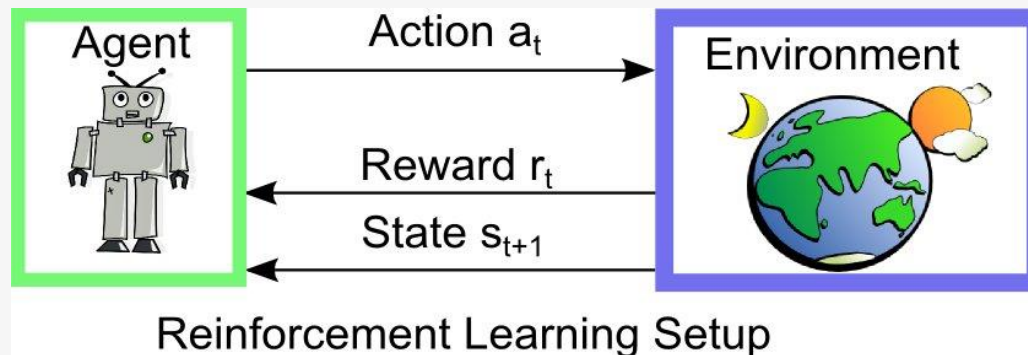 Agent
Action aₜ
Environment
Reward rₜ
State sₜ₊₁
Reinforcement Learning Setup